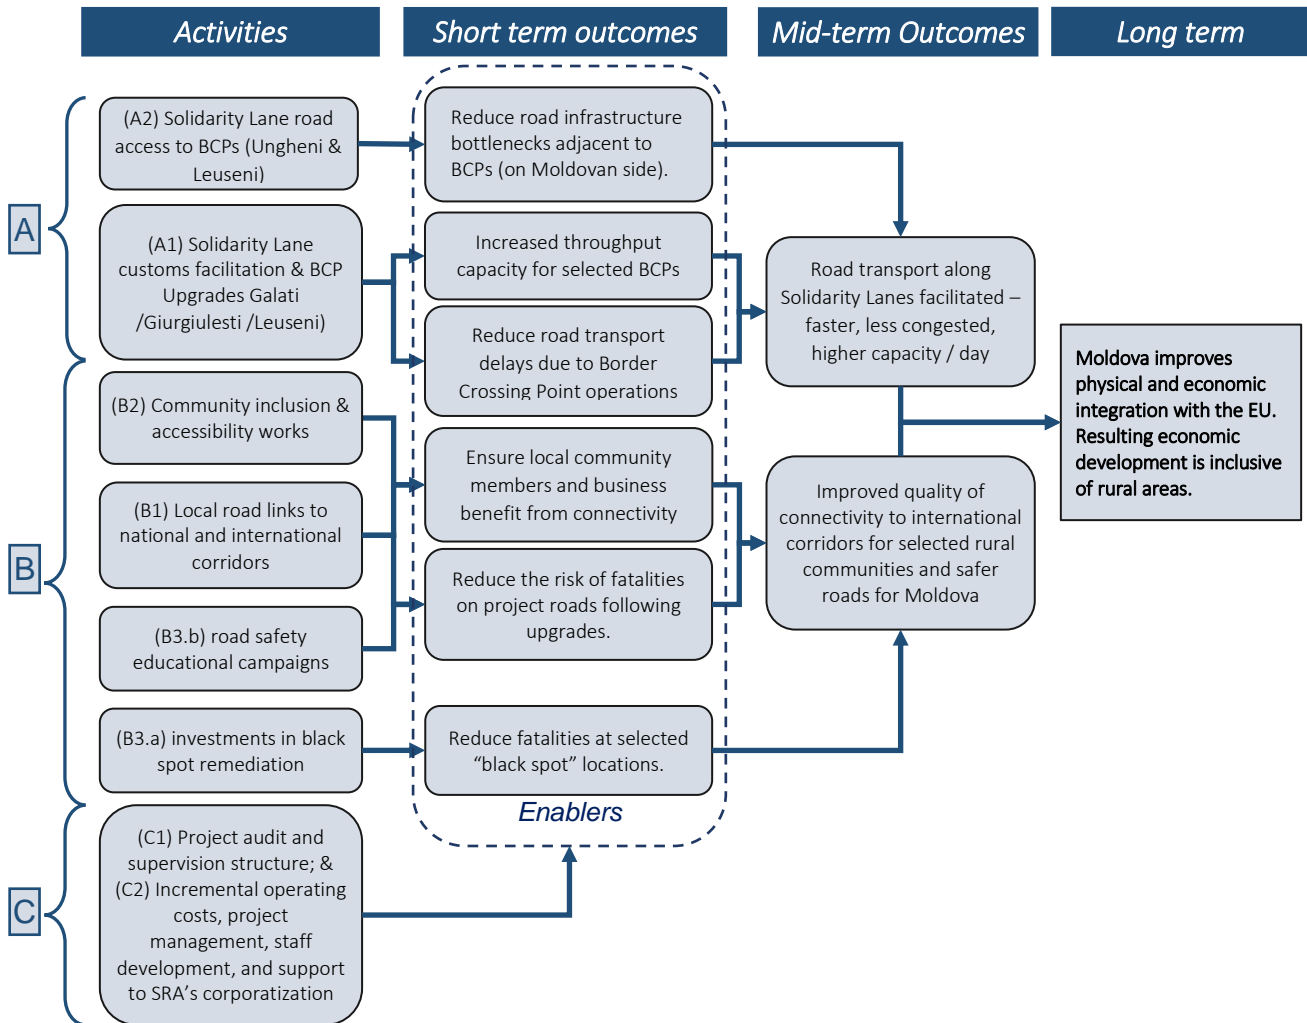 Activities
Short term outcomes
Mid-term Outcomes
Long term
A
(A2) Solidarity Lane road
access to BCPs (Ungheni &
Leuseni)
(A1) Solidarity Lane
customs facilitation & BCP
Upgrades Galati
/Giurgiulesti /Leuseni)
B
(B2) Community inclusion &
accessibility works
(B1) Local road links to
national and international
corridors
(B3.b) road safety
educational campaigns
(B3.a) investments in black
spot remediation
C
(C1) Project audit and
supervision structure; &
(C2) Incremental operating
costs, project
management, staff
development, and support
to SRA’s corporatization
Reduce road infrastructure
bottlenecks adjacent to
BCPs (on Moldovan side).
Increased throughput
capacity for selected BCPs
Reduce road transport
delays due to Border
Crossing Point operations
Ensure local community
members and business
benefit from connectivity
Reduce the risk of fatalities
on project roads following
upgrades.
Reduce fatalities at selected
“black spot” locations.
Enablers
Road transport along
Solidarity Lanes facilitated –
faster, less congested,
higher capacity / day
Improved quality of
connectivity to international
corridors for selected rural
communities and safer
roads for Moldova
Moldova improves
physical and economic
integration with the EU.
Resulting economic
development is inclusive
of rural areas.